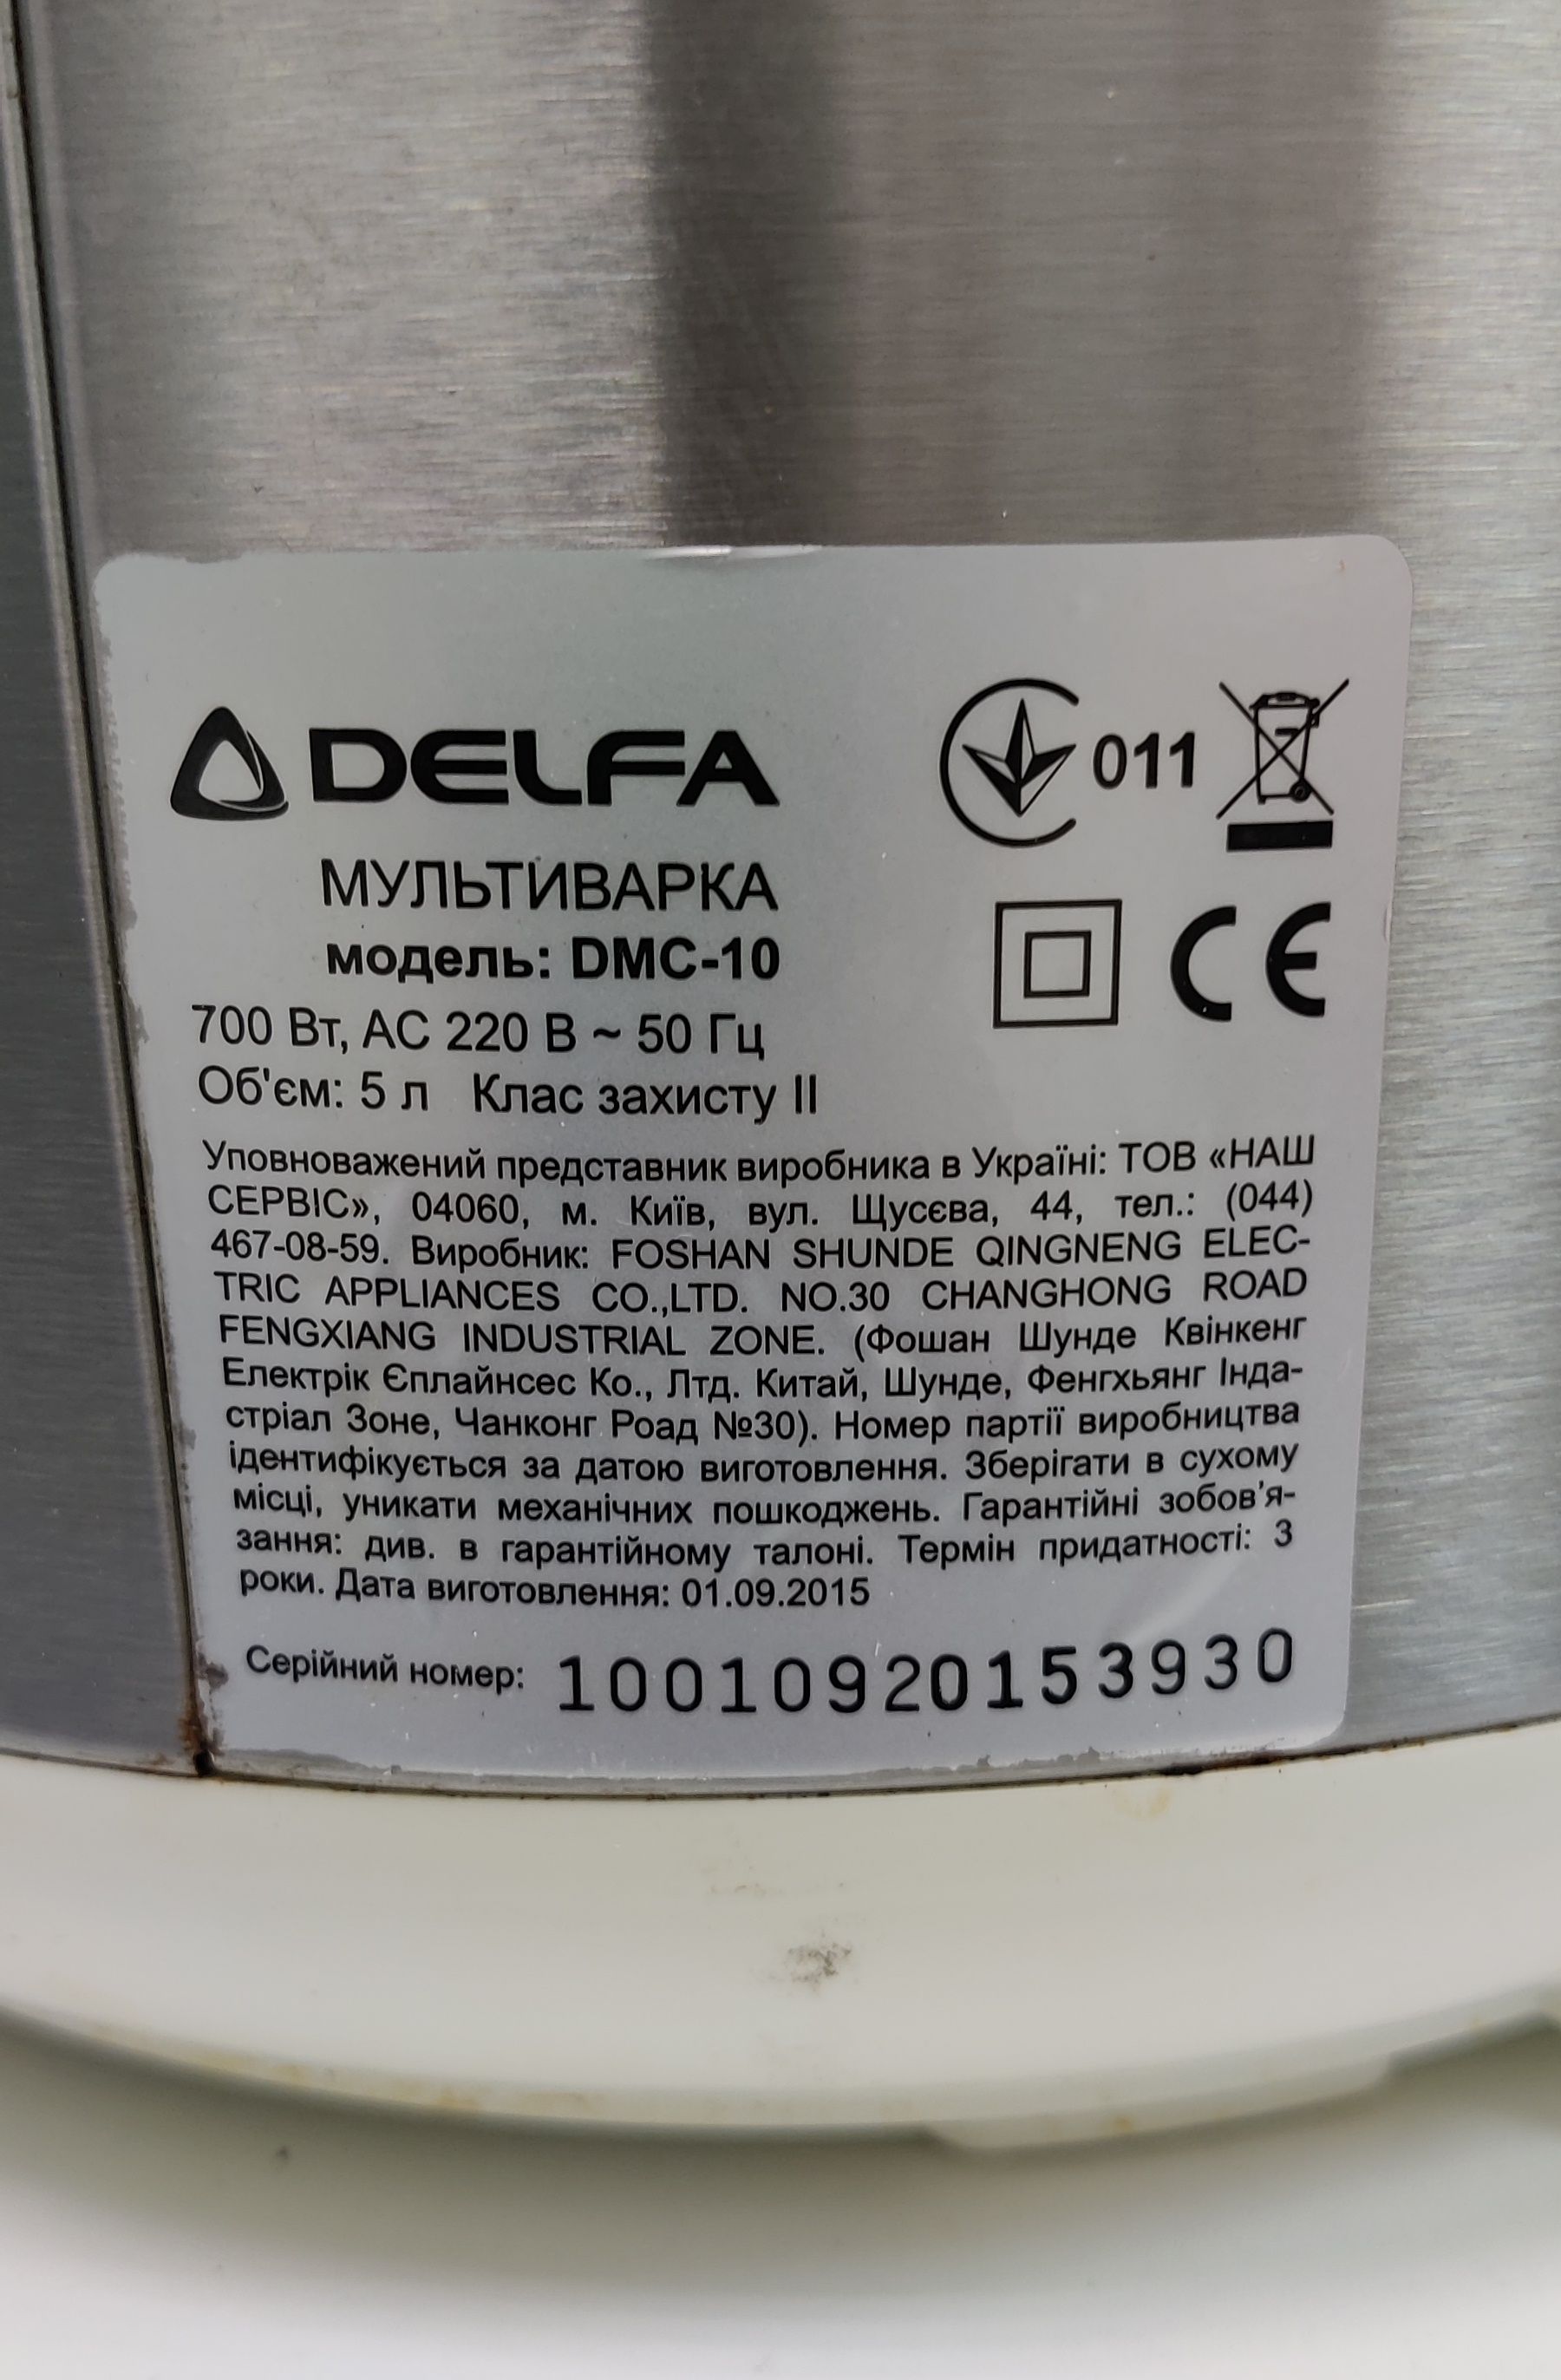 DELFA
011
МУЛЬТИВАРКА
модель: DMC-10
CE
700 Вт, AC 220 В ~ 50 Гц
Об'єм: 5 л Клас захисту II
Уповноважений представник виробника в Україні: ТОВ «НАШ
СЕРВІС», 04060, м. Київ, вул. Щусєва, 44, тел.: (044)
467-08-59. Виробник: FOSHAN SHUNDE QINGNENG ELEC-
TRIC APPLIANCES CO.,LTD. NO.30 CHANGHONG ROAD
FENGXIANG INDUSTRIAL ZONE. (Фошан Шунде Квінкенг
Електрік Єплайнсес Ко., Лтд. Китай, Шунде, Фенгхьянг Інда-
стріал Зоне, Чанконг Роад №30). Номер партії виробництва
ідентифікується за датою виготовлення. Зберігати в сухому
місці, уникати механічних пошкоджень. Гарантійні зобов'я-
зання: див. в гарантійному талоні. Термін придатності: 3
роки. Дата виготовлення: 01.09.2015
Серійний номер: 10010920153930